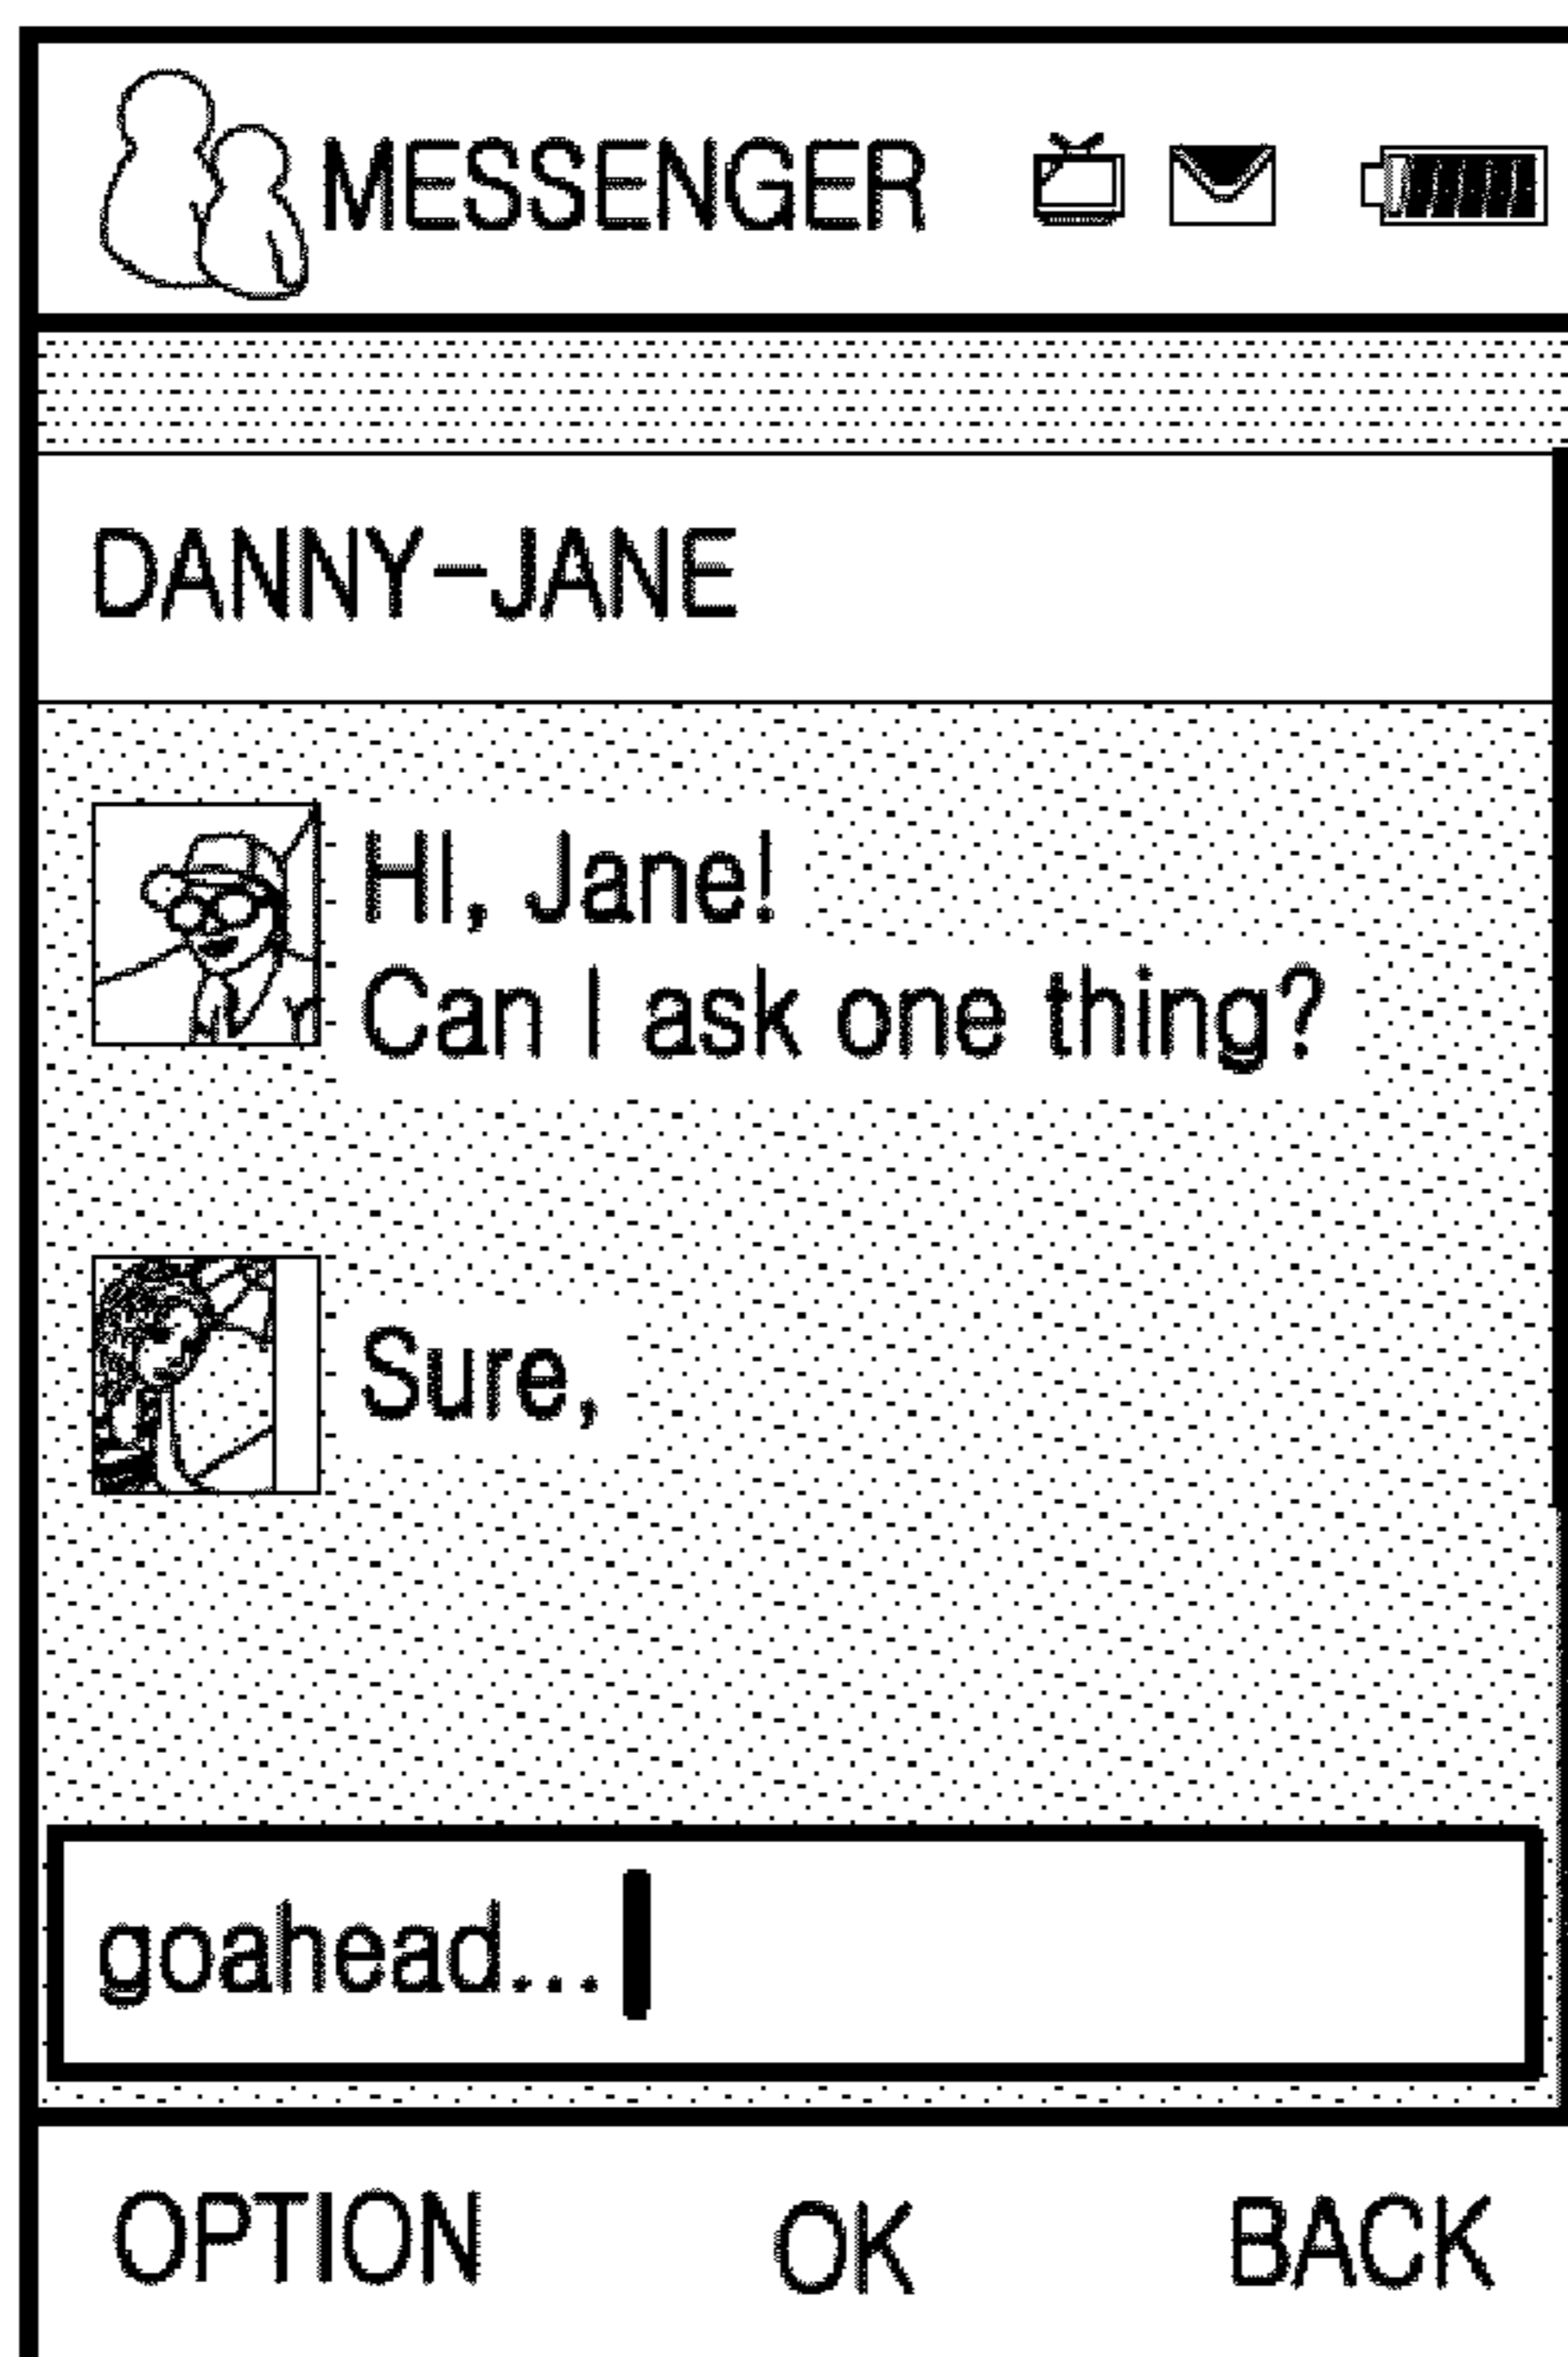 MESSENGER
DANNY-JANE
HI, Jane!
Can I ask one thing?
Sure,
goahead...
OPTION OK BACK